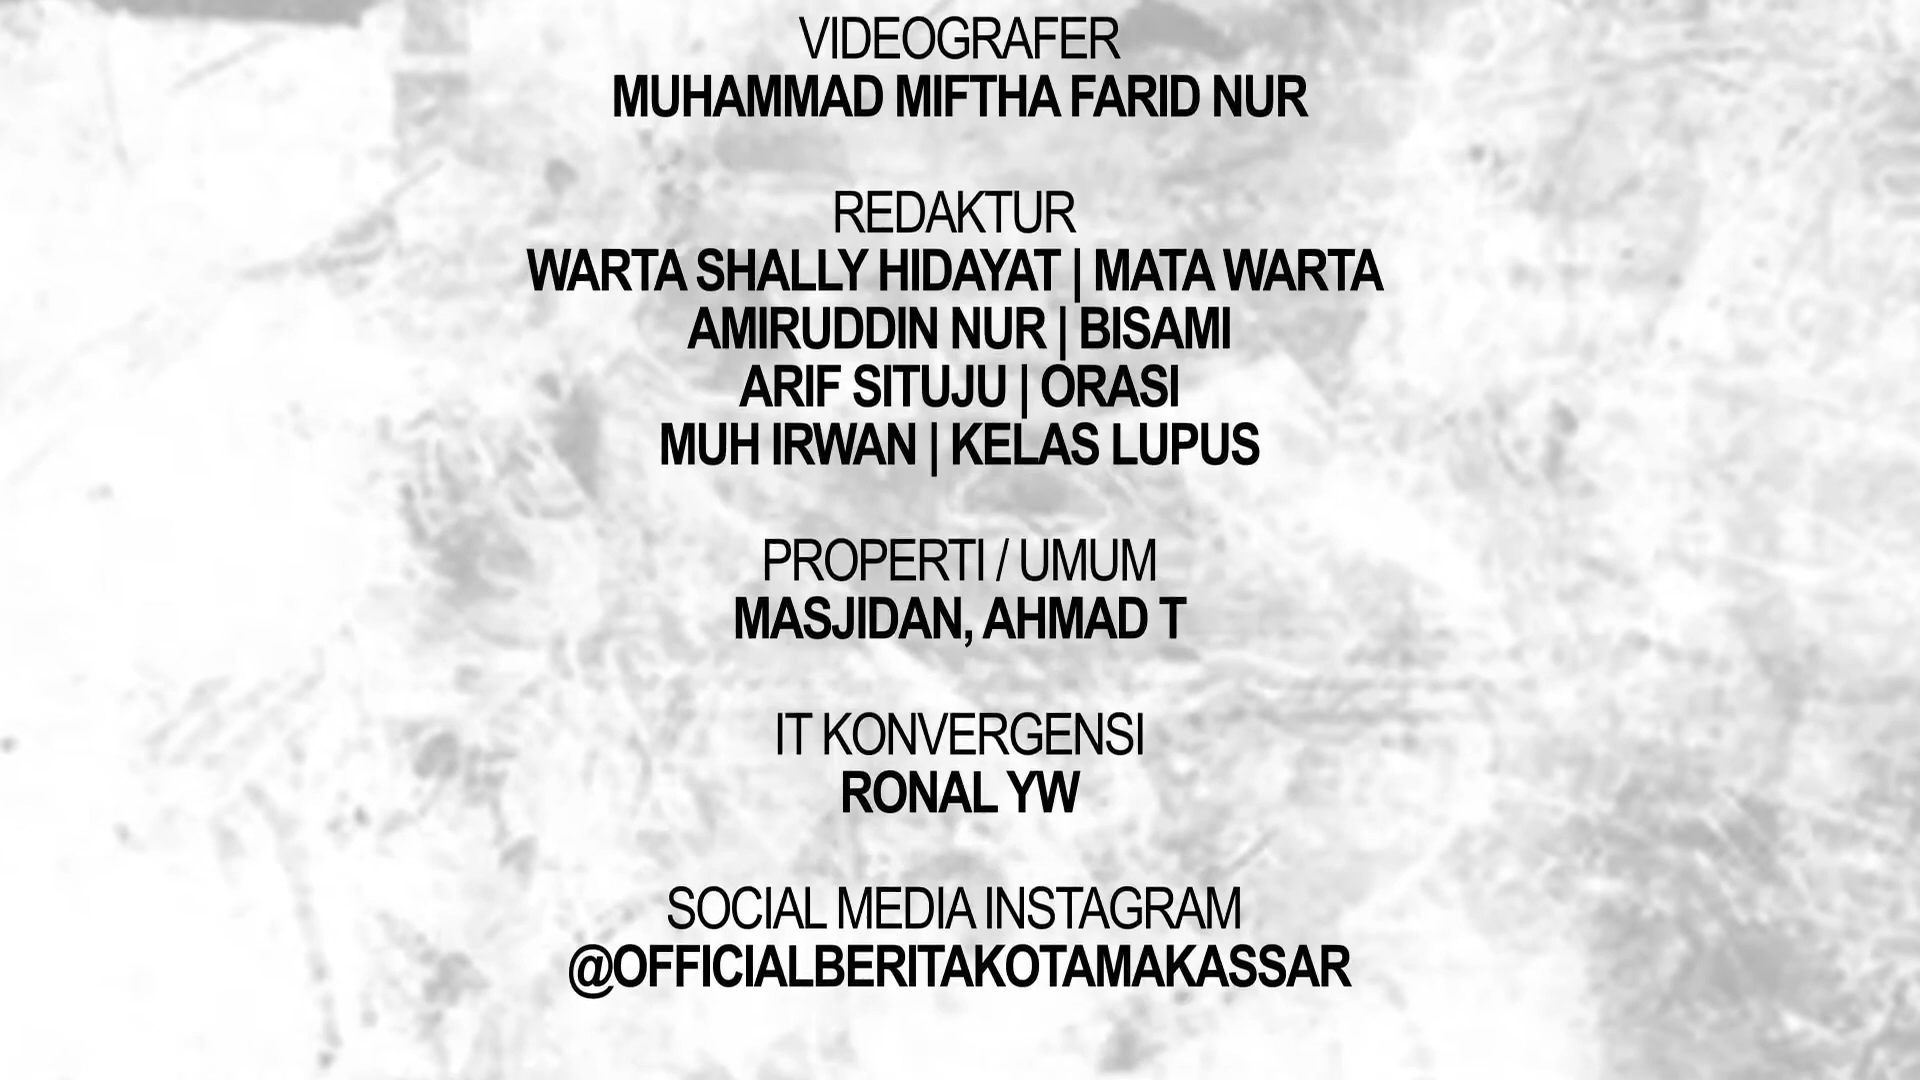 VIDEOGRAFER
MUHAMMAD MIFTHA FARID NUR
REDAKTUR
WARTA SHALLY HIDAYAT | MATA WARTA
AMIRUDDIN NUR | BISAMI
ARIF SITUJU | ORASI
MUH IRWAN | KELAS LUPUS
PROPERTI / UMUM
MASJIDAN, AHMAD T
IT KONVERGENSI
RONAL YW
SOCIAL MEDIA INSTAGRAM
@OFFICIALBERITAKOTAMAKASSAR